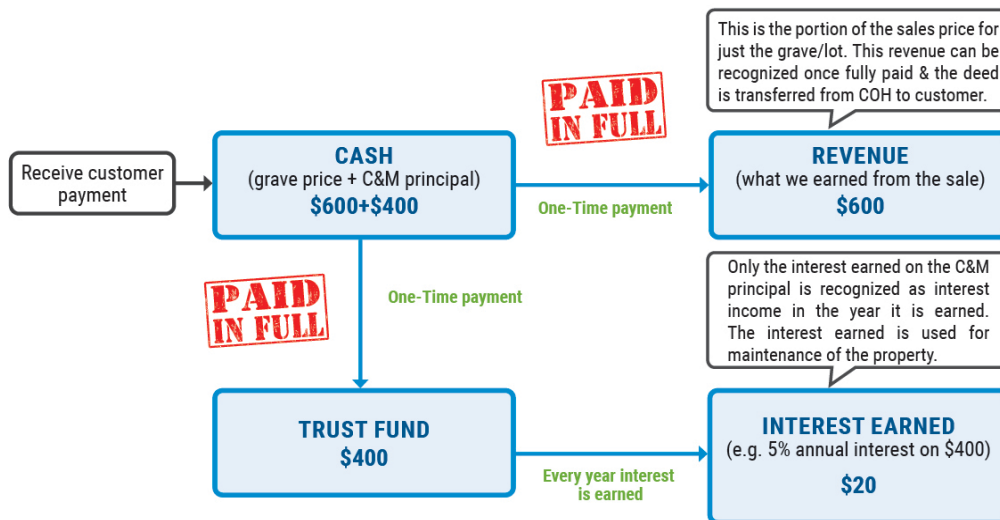 This is the portion of the sales price for
just the grave/lot. This revenue can be
recognized once fully paid & the deed
is transferred from COH to customer.
PAID
IN FULL
Receive customer
payment
CASH
(grave price + C&M principal)
$600+$400
One-Time payment
REVENUE
(what we earned from the sale)
$600
PAID
IN FULL
One-Time payment
Only the interest earned on the C&M
principal is recognized as interest
income in the year it is earned.
The interest earned is used for
maintenance of the property.
TRUST FUND
$400
Every year interest
is earned
INTEREST EARNED
(e.g. 5% annual interest on $400)
$20